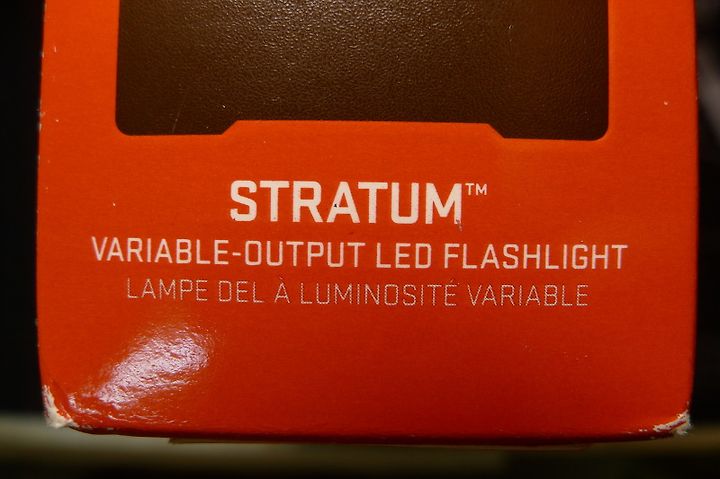 STRATUM™
VARIABLE-OUTPUT LED FLASHLIGHT
LAMPE DEL À LUMINOSITÉ VARIABLE